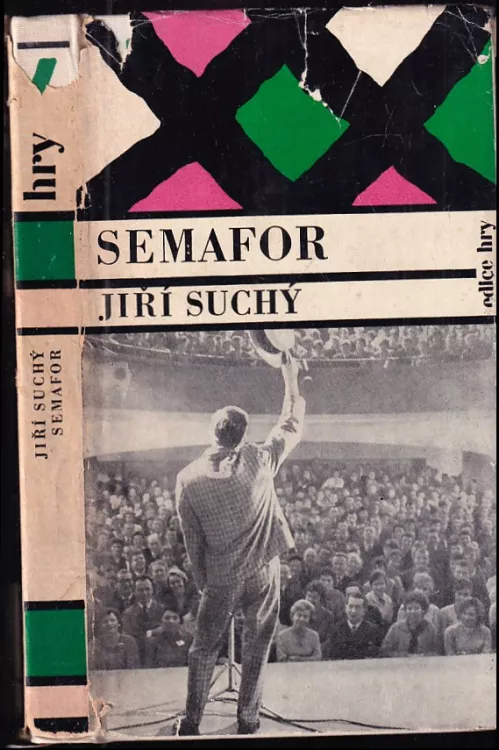 hry
SEMAFOR
JIŘÍ SUCHÝ
edice hry
JIŘÍ SUCHÝ
SEMAFOR